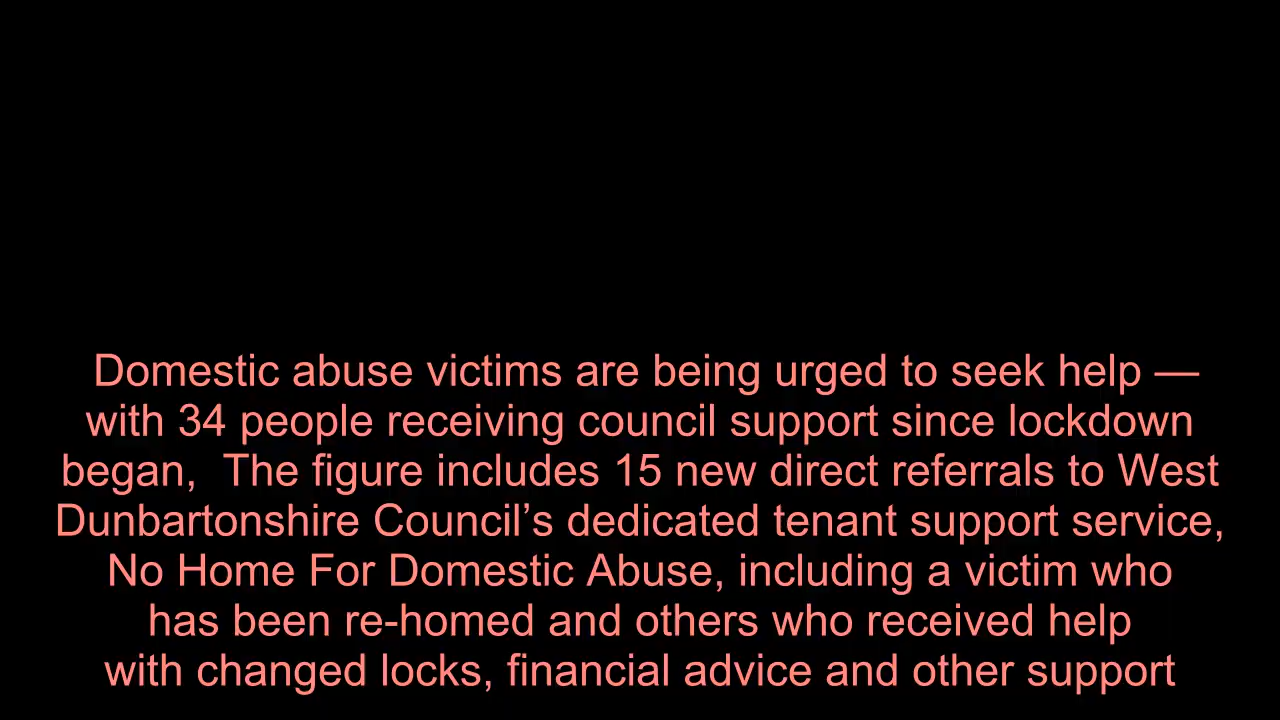 Domestic abuse victims are being urged to seek help —
with 34 people receiving council support since lockdown
began,  The figure includes 15 new direct referrals to West
Dunbartonshire Council’s dedicated tenant support service,
No Home For Domestic Abuse, including a victim who
has been re-homed and others who received help
with changed locks, financial advice and other support